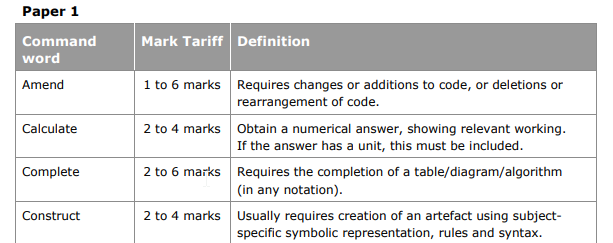 Paper 1
Command word Mark Tariff Definition
Amend 1 to 6 marks Requires changes or additions to code, or deletions or
rearrangement of code.
Calculate 2 to 4 marks Obtain a numerical answer, showing relevant working.
If the answer has a unit, this must be included.
Complete 2 to 6 marks Requires the completion of a table/diagram/algorithm
(in any notation).
Construct 2 to 4 marks Usually requires creation of an artefact using subject-
specific symbolic representation, rules and syntax.